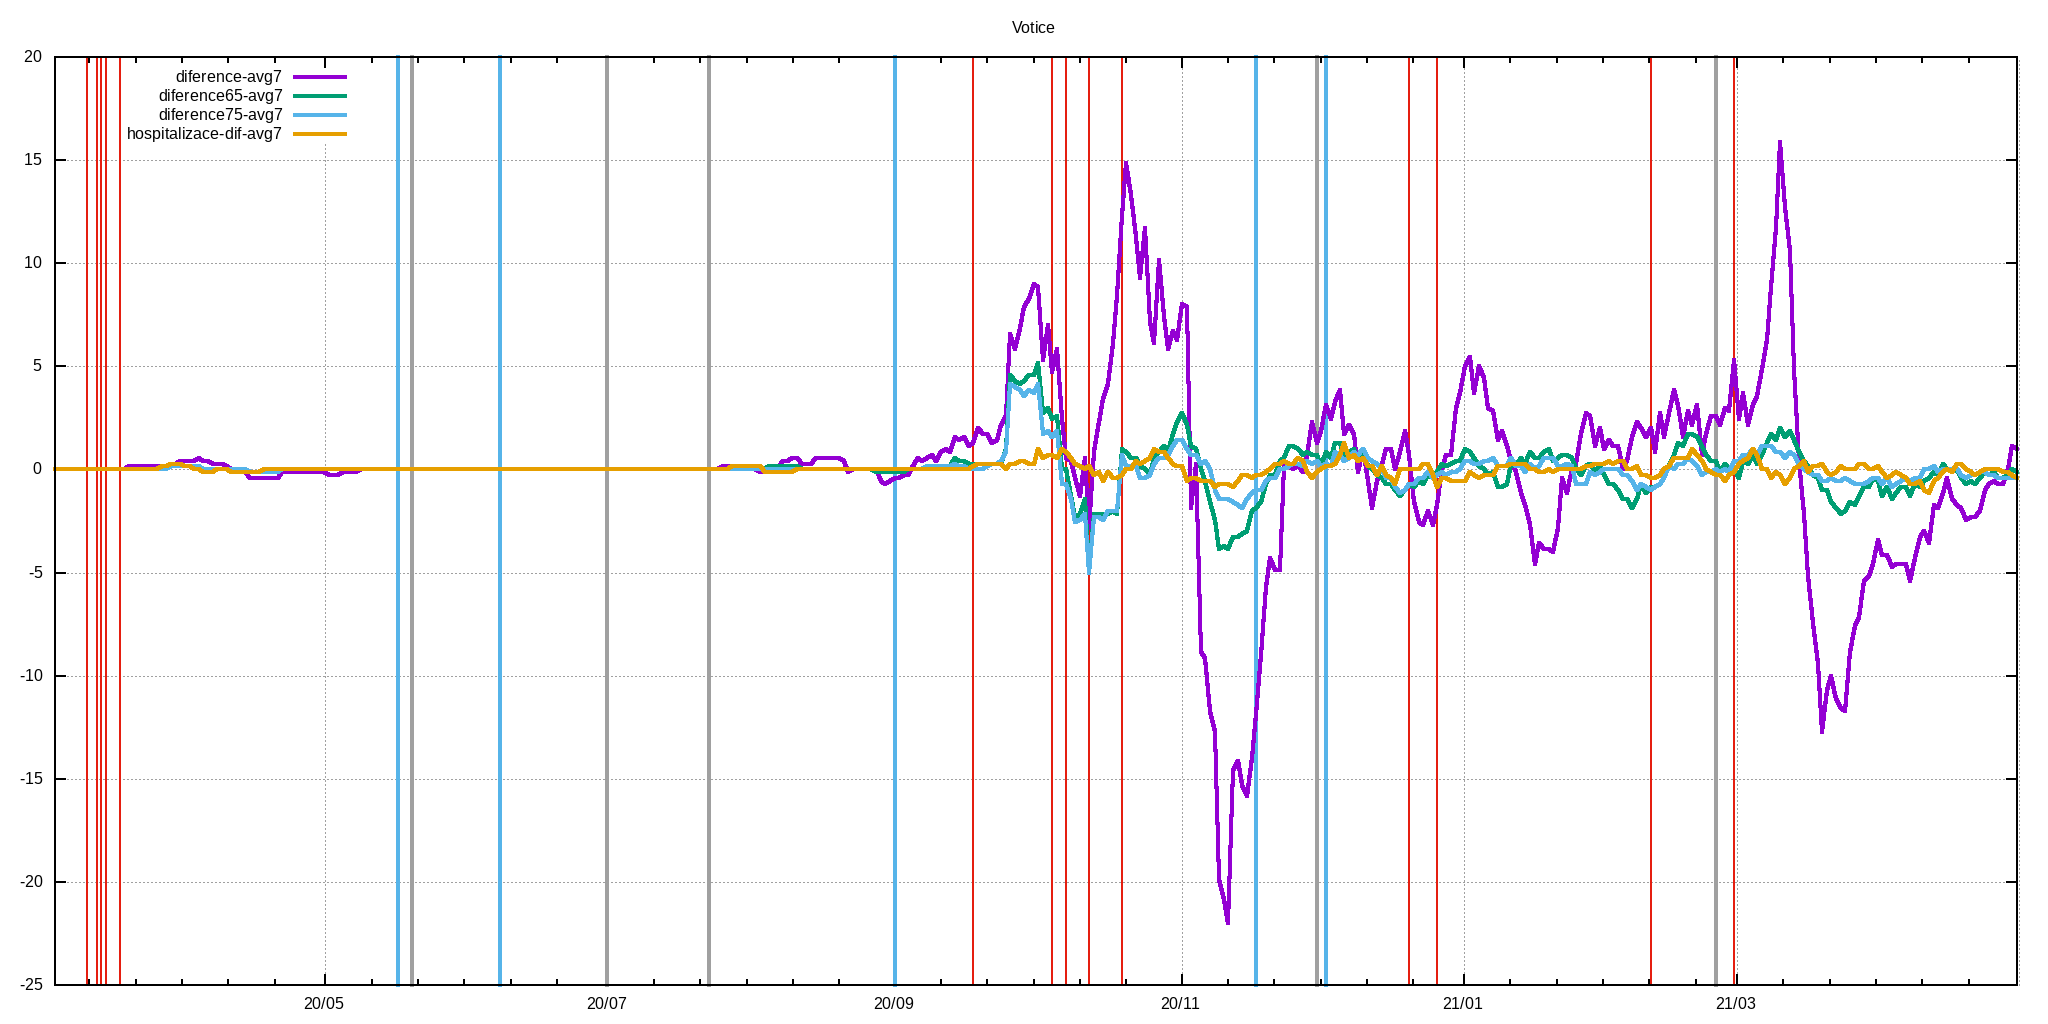 Votice
diference-avg7
diference65-avg7
diference75-avg7
hospitalizace-dif-avg7
20
15
10
5
0
-5
-10
-15
-20
-25
20/05 20/07 20/09 20/11 21/01 21/03